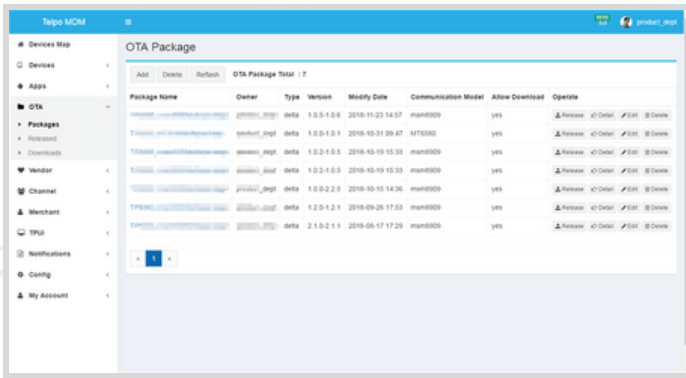 Telpo MDM
product_dept
Devices Map
OTA Package
Devices
Add Delete Reflash OTA Package Total : 7
Apps
Package Name Owner Type Version Modify Date Communication Model Allow Download Operate
OTA
delta 1.0.5-1.0.6 2018-11-23 14:57 msm8909 yes Release Detail Edit Delete
Packages
delta 1.0.0-1.0.1 2018-10-31 09:47 MT6580 yes Release Detail Edit Delete
Released
delta 1.0.2-1.0.5 2018-10-19 15:33 msm8909 yes Release Detail Edit Delete
Downloads
delta 1.0.2-1.0.5 2018-10-15 15:33 msm8909 yes Release Detail Edit Delete
Vendor
delta 1.0.0-2.2.5 2018-10-15 14:36 msm8909 yes Release Detail Edit Delete
Channel
delta 1.2.0-1.2.1 2018-09-26 17:53 msm8909 yes Release Detail Edit Delete
Merchant
delta 2.1.0-2.1.1 2018-08-17 17:29 msm8909 yes Release Detail Edit Delete
TPUI
Notifications
« 1 »
Config
My Account